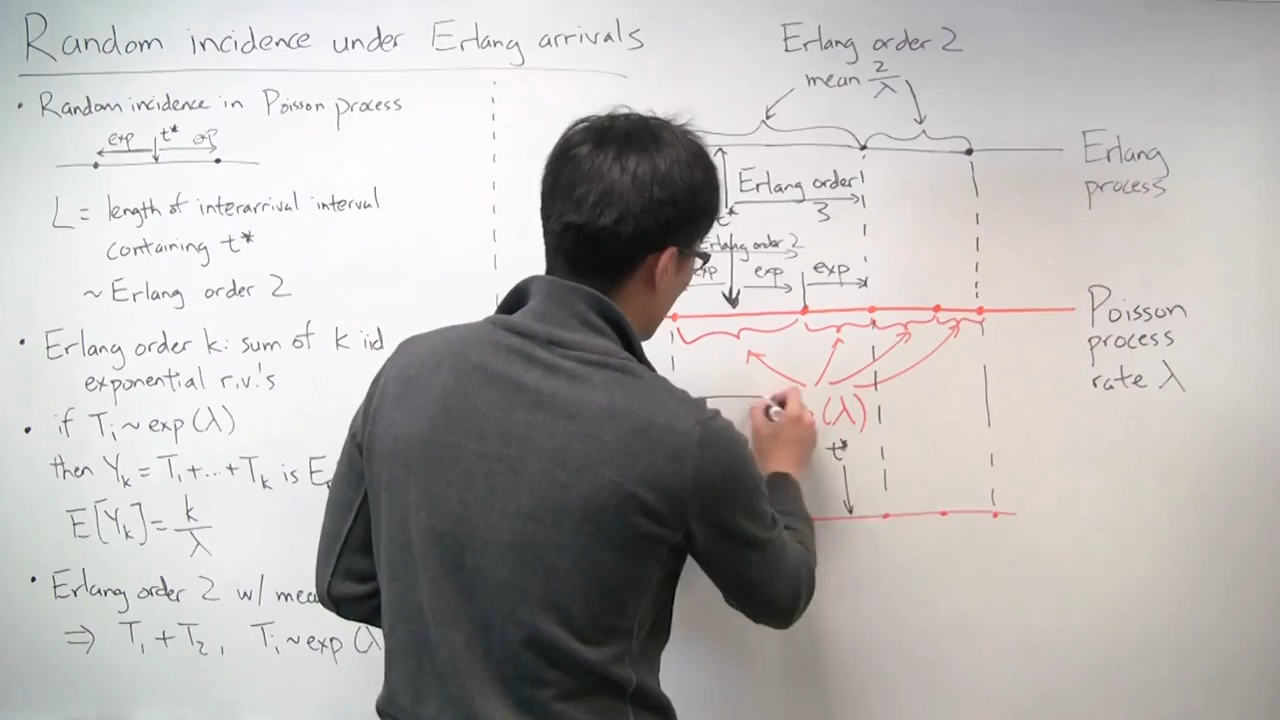 Random incidence under Erlang arrivals
• Random incidence in Poisson process
exp t* exp
L = length of interarrival interval
containing t*
~ Erlang order 2
• Erlang order k: sum of k iid
exponential r.v.'s
• if Tᵢ ~ exp(λ)
then Yₖ = T₁ + ... + Tₖ is
E[Yₖ] = k/λ
• Erlang order 2 w/
⇒ T₁ + T₂, Tᵢ ~ exp(λ
Erlang order 2
mean 2/λ
Erlang
process
Erlang order
3
t*
Erlang order 2
exp exp exp
Poisson
process
rate λ
(λ)
t*